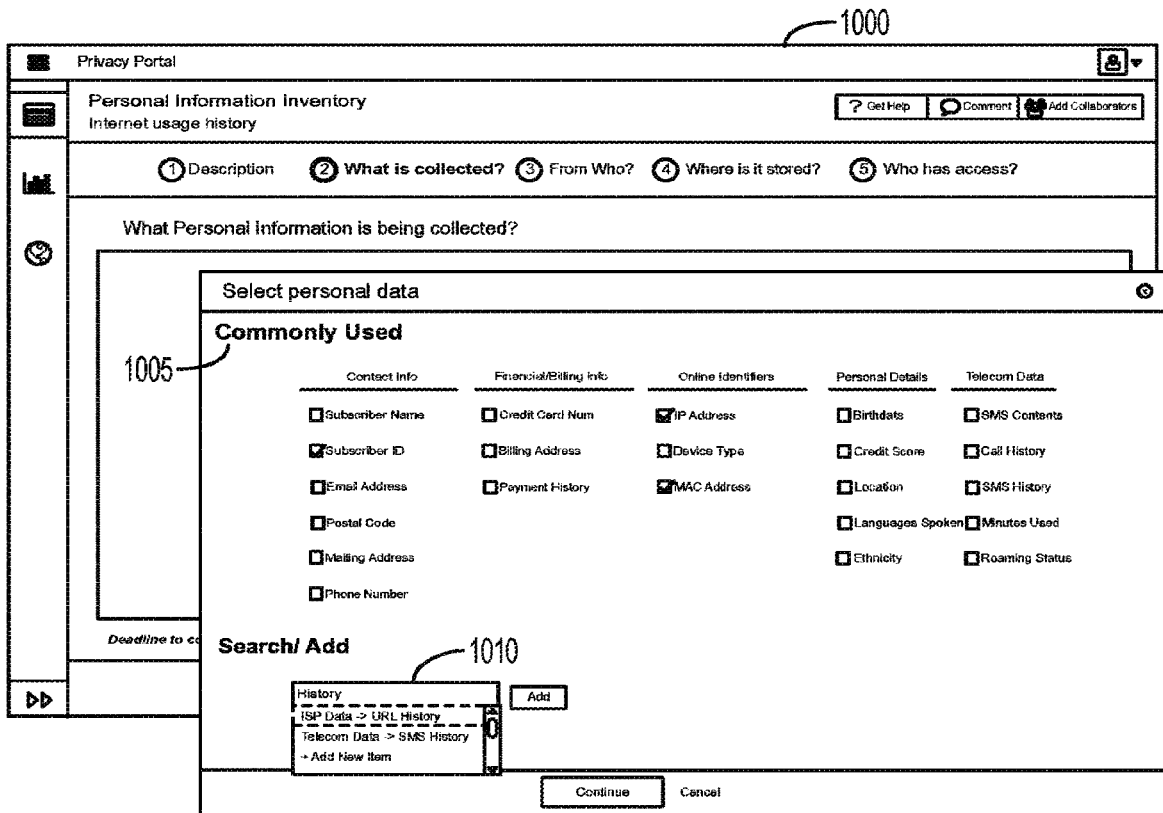 1000
Privacy Portal
Personal Information Inventory
Internet usage history
? Get Help Comment Add Collaborators
1 Description 2 What is collected? 3 From Who? 4 Where is it stored? 5 Who has access?
What Personal Information is being collected?
Select personal data
Commonly Used
1005
Contact Info Financial/Billing Info Online Identifiers Personal Details Telecom Data
Subscriber Name Credit Card Num IP Address Birthdate SMS Contents
Subscriber ID Billing Address Device Type Credit Score Call History
Email Address Payment History MAC Address Location SMS History
Postal Code Languages Spoken Minutes Used
Mailing Address Ethnicity Roaming Status
Phone Number
Deadline to co
Search/ Add
1010
History Add
ISP Data -> URL History
Telecom Data -> SMS History
+ Add New Item
Continue Cancel